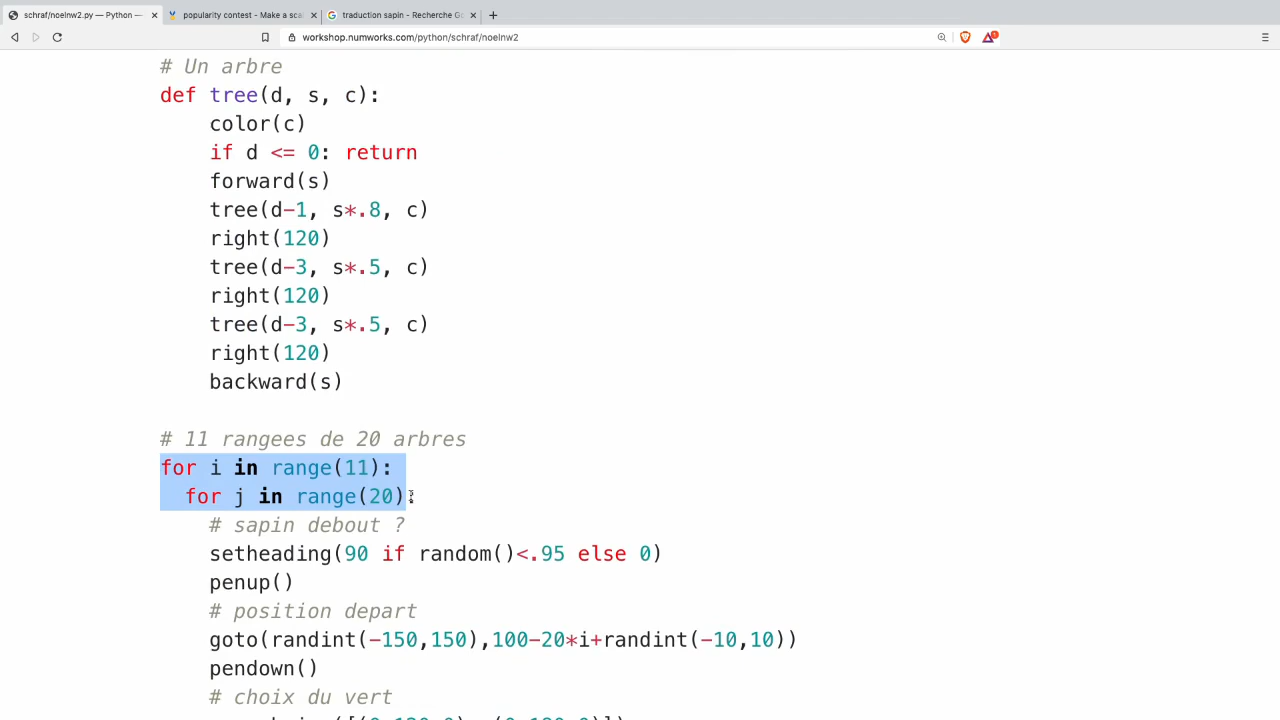 schraf/noelnw2.py — Python —
popularity contest - Make a sca
traduction sapin - Recherche G
workshop.numworks.com/python/schraf/noelnw2
# Un arbre
def tree(d, s, c):
color(c)
if d <= 0: return
forward(s)
tree(d-1, s*.8, c)
right(120)
tree(d-3, s*.5, c)
right(120)
tree(d-3, s*.5, c)
right(120)
backward(s)
# 11 rangees de 20 arbres
for i in range(11):
for j in range(20):
# sapin debout ?
setheading(90 if random()<.95 else 0)
penup()
# position depart
goto(randint(-150,150),100-20*i+randint(-10,10))
pendown()
# choix du vert